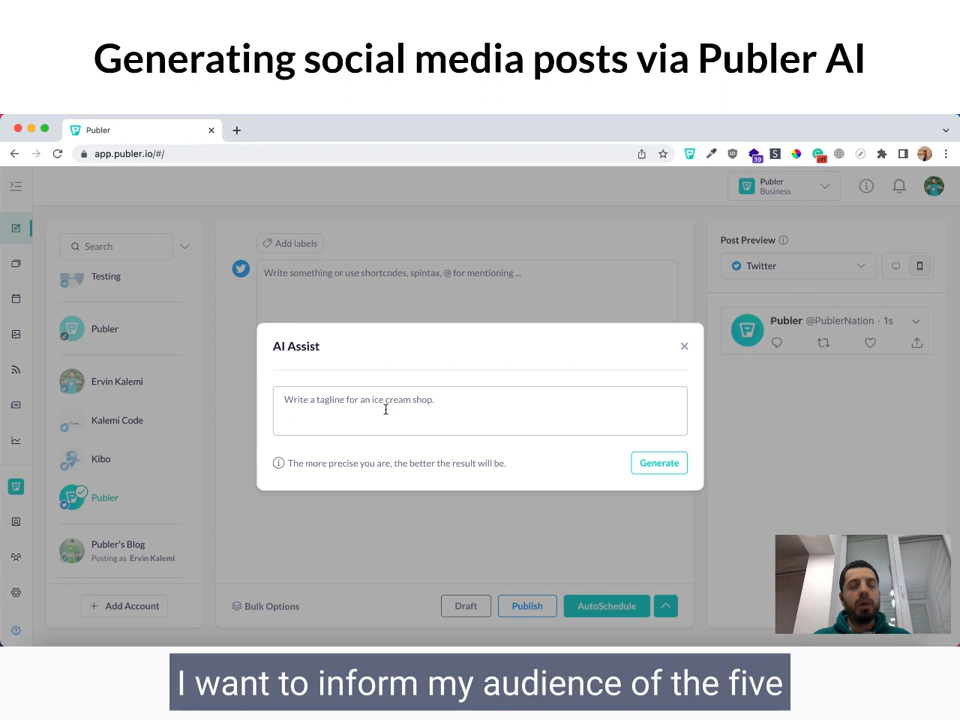 Generating social media posts via Publer AI
Publer
app.publer.io/#/
39
off
Publer
Business
Search
Testing
Publer
Ervin Kalemi
Kalemi Code
Kibo
Publer
Publer's Blog
Posting as Ervin Kalemi
+ Add Account
Add labels
Write something or use shortcodes, spintax, @ for mentioning ...
AI Assist
Write a tagline for an ice cream shop.
The more precise you are, the better the result will be.
Generate
Bulk Options
Draft
Publish
AutoSchedule
Post Preview
Twitter
Publer @PublerNation · 1s
I want to inform my audience of the five